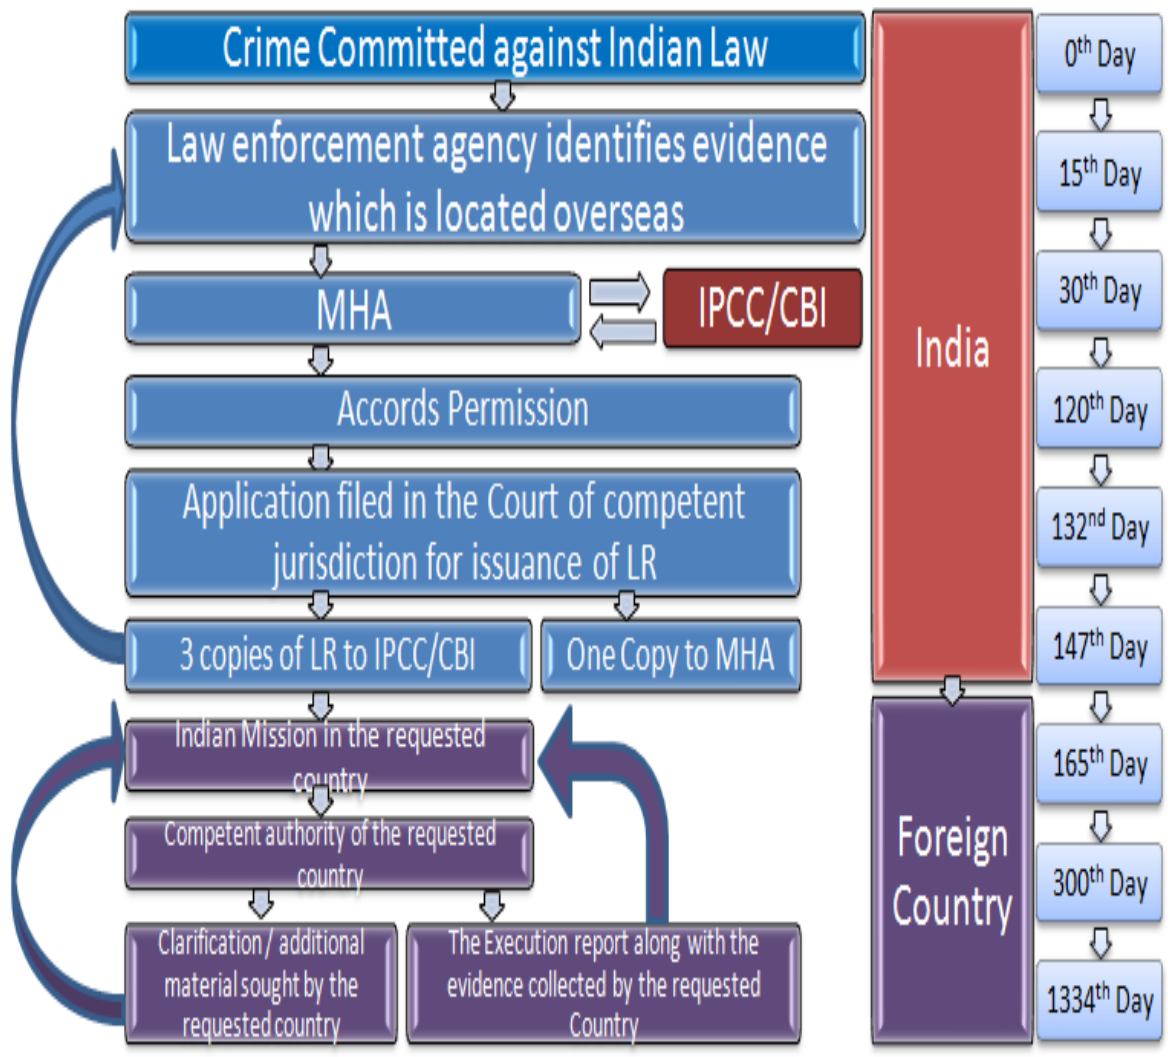 Crime Committed against Indian Law
Law enforcement agency identifies evidence
which is located overseas
MHA
IPCC/CBI
Accords Permission
Application filed in the Court of competent
jurisdiction for issuance of LR
3 copies of LR to IPCC/CBI
One Copy to MHA
Indian Mission in the requested
country
Competent authority of the requested
country
Clarification / additional
material sought by the
requested country
The Execution report along with the
evidence collected by the requested
Country
India
Foreign
Country
0th Day
15th Day
30th Day
120th Day
132nd Day
147th Day
165th Day
300th Day
1334th Day